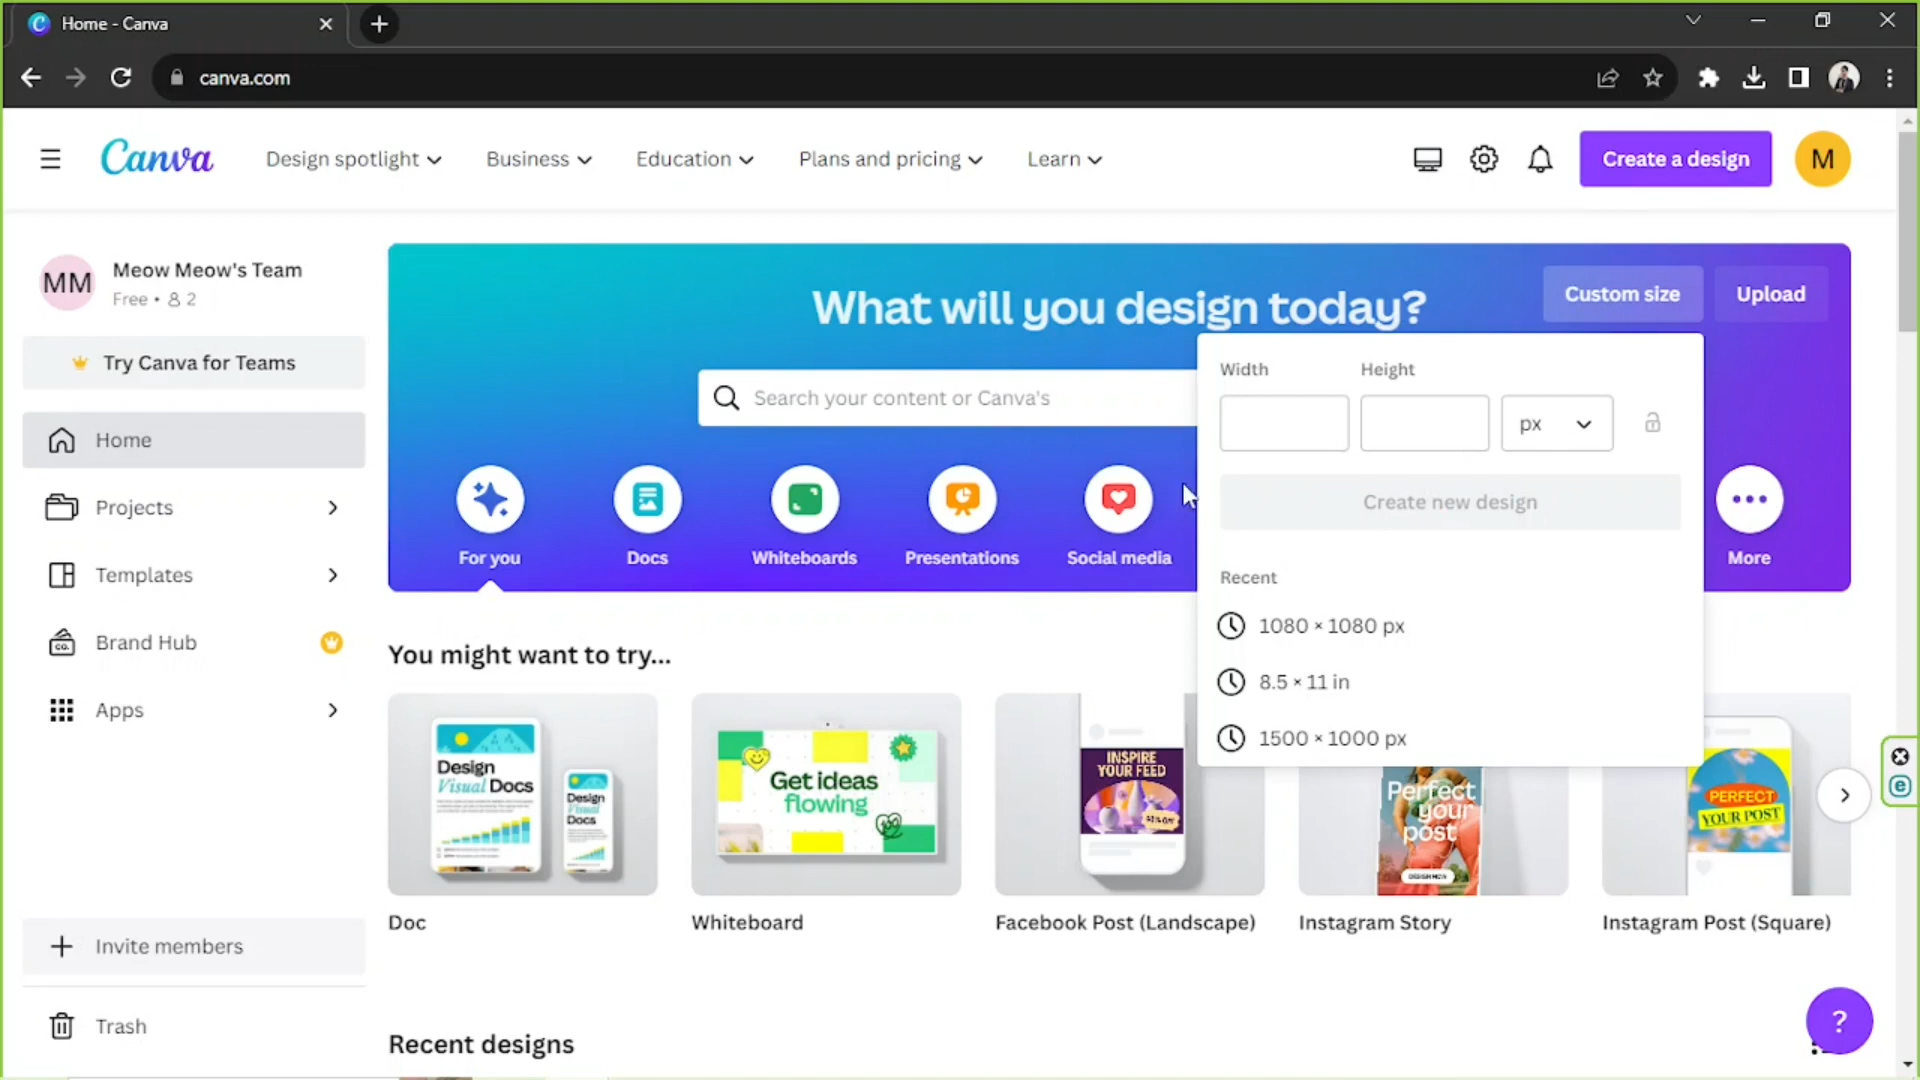 Home - Canva
canva.com
Canva
Design spotlight
Business
Education
Plans and pricing
Learn
Create a design
M
MM
Meow Meow's Team
Free • 2
Try Canva for Teams
Home
Projects
Templates
Brand Hub
Apps
Invite members
Trash
What will you design today?
Custom size
Upload
Search your content or Canva's
For you
Docs
Whiteboards
Presentations
Social media
More
Width
Height
px
Create new design
Recent
1080 × 1080 px
8.5 × 11 in
1500 × 1000 px
You might want to try...
Design
Visual Docs
Design
Visual
Docs
Get ideas
flowing
INSPIRE
YOUR FEED
Perfect
your
post
DESIGN NOW
PERFECT
YOUR POST
Doc
Whiteboard
Facebook Post (Landscape)
Instagram Story
Instagram Post (Square)
Recent designs
?